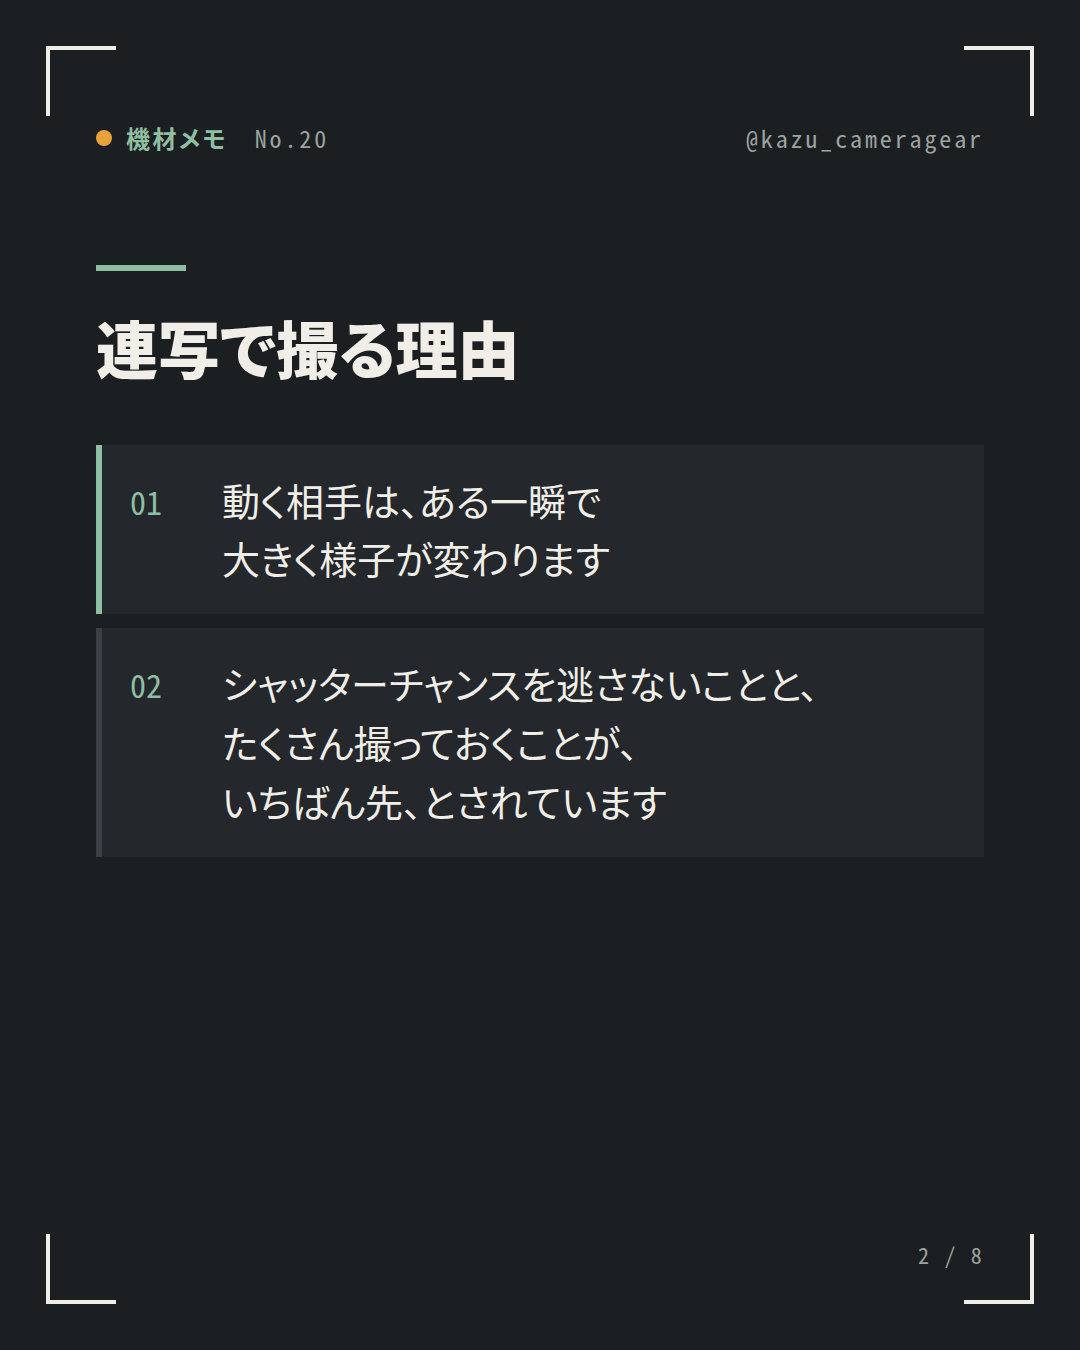 機材メモ No.20
@kazu_cameragear
連写で撮る理由
01
動く相手は、ある一瞬で
大きく様子が変わります
02
シャッターチャンスを逃さないことと、
たくさん撮っておくことが、
いちばん先、とされています
2 / 8